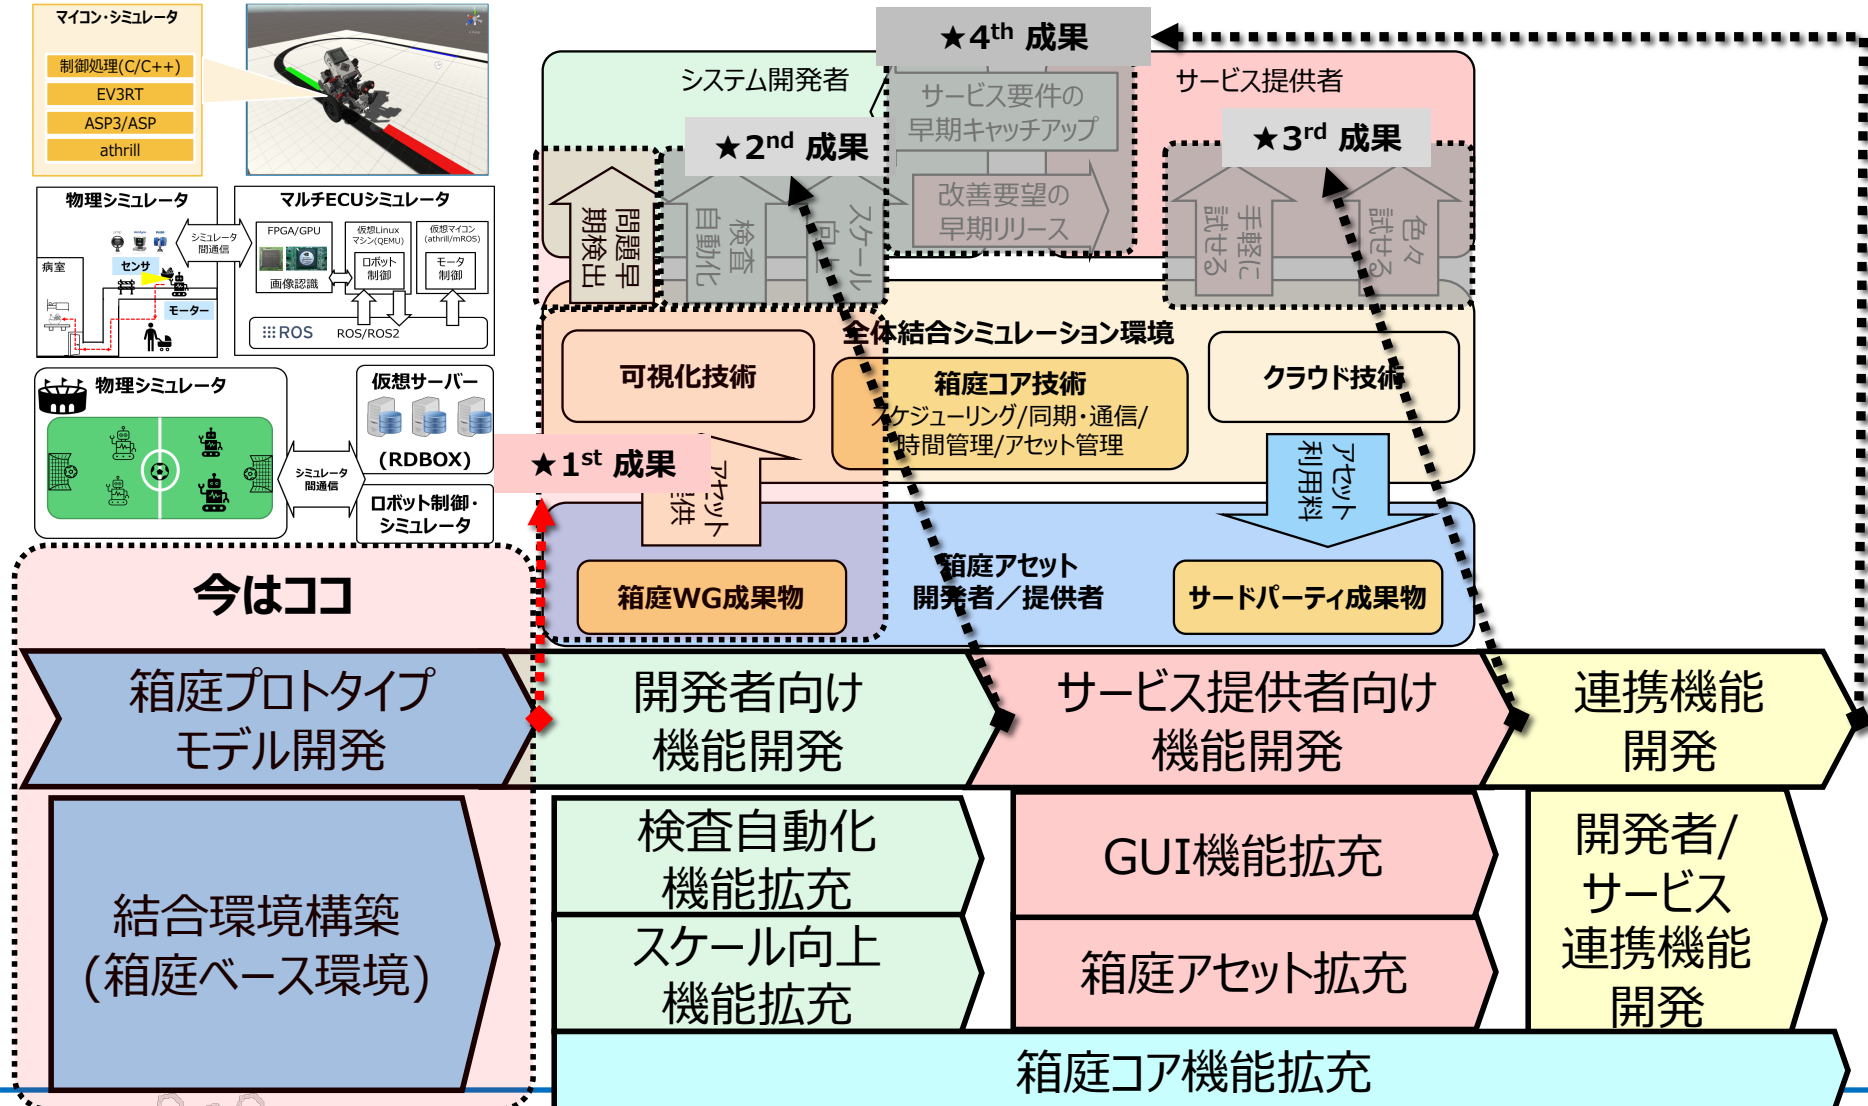 マイコン・シミュレータ
制御処理(C/C++)
EV3RT
ASP3/ASP
athrill
物理シミュレータ
センサ
病室
モーター
シミュレータ
間通信
マルチECUシミュレータ
FPGA/GPU
画像認識
仮想Linux
マシン(QEMU)
ロボット
制御
仮想マイコン
(athrill/mROS)
モータ
制御
ROS
ROS/ROS2
物理シミュレータ
シミュレータ
間通信
仮想サーバー
(RDBOX)
ロボット制御・
シミュレータ
★4th 成果
システム開発者
サービス提供者
サービス要件の
早期キャッチアップ
★2nd 成果
★3rd 成果
改善要望の
早期リリース
問題早
期検出
検査
自動化
スケール
向上
手軽に
試せる
色々
試せる
全体結合シミュレーション環境
可視化技術
箱庭コア技術
スケジューリング/同期・通信/
時間管理/アセット管理
クラウド技術
★1st 成果
アセット
提供
アセット
利用料
箱庭アセット
開発者／提供者
箱庭WG成果物
サードパーティ成果物
今はココ
箱庭プロトタイプ
モデル開発
開発者向け
機能開発
サービス提供者向け
機能開発
連携機能
開発
結合環境構築
(箱庭ベース環境)
検査自動化
機能拡充
スケール向上
機能拡充
GUI機能拡充
箱庭アセット拡充
開発者/
サービス
連携機能
開発
箱庭コア機能拡充